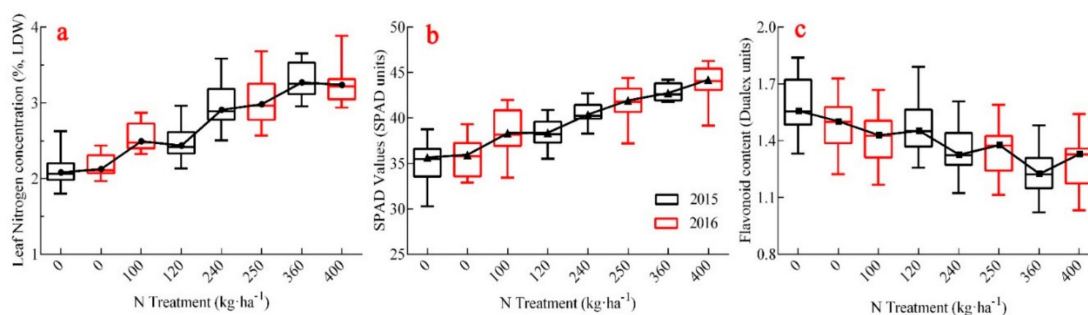 a
Leaf Nitrogen concentration (%, LDW)
4
3
2
1
0 0 100 120 240 250 360 400
N Treatment (kg·ha⁻¹)
b
SPAD Values (SPAD units)
50
45
40
35
30
25
2015
2016
0 0 100 120 240 250 360 400
N Treatment (kg·ha⁻¹)
c
Flavonoid content (Dualex units)
2.0
1.7
1.4
1.1
0.8
0 0 100 120 240 250 360 400
N Treatment (kg·ha⁻¹)